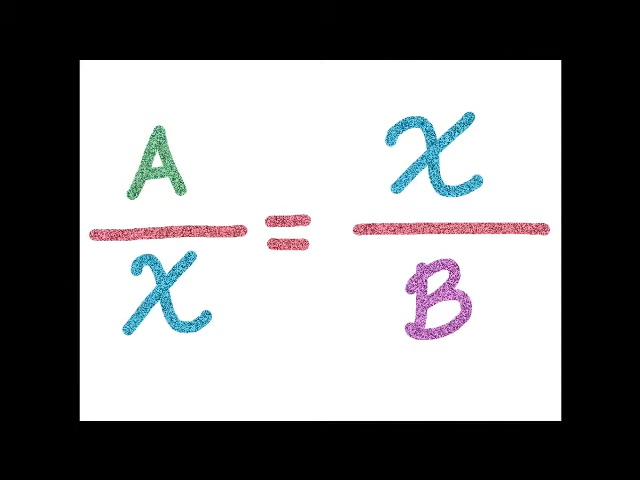 A/x = x/B